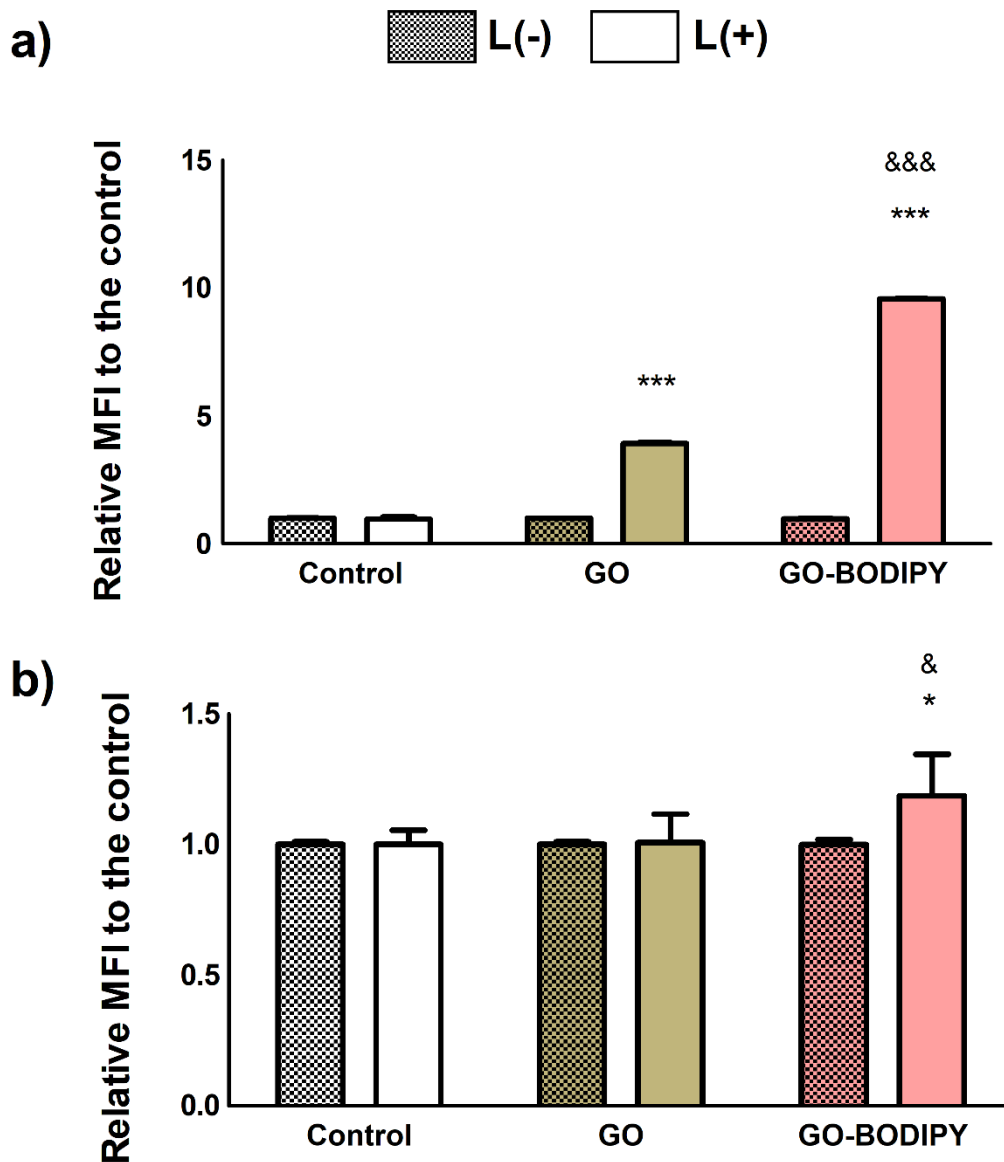 a)
L(-) L(+)
Relative MFI to the control
15
10
5
0
&&&
***
***
Control GO GO-BODIPY
b)
Relative MFI to the control
1.5
1.0
0.5
0.0
&
*
Control GO GO-BODIPY